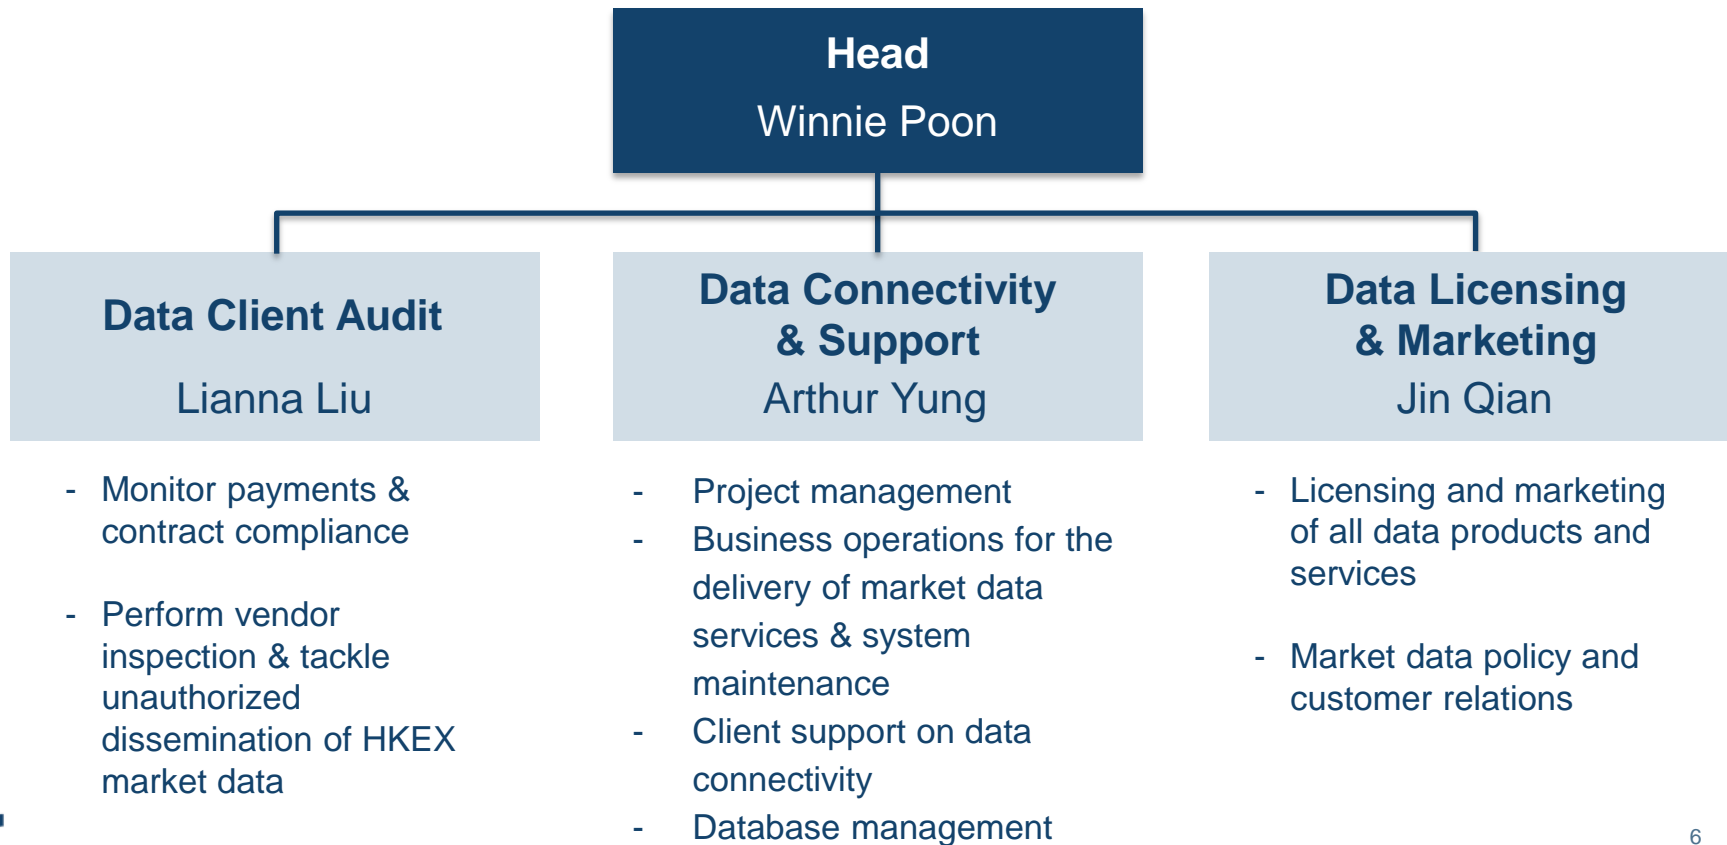 Head
Winnie Poon
Data Client Audit
Lianna Liu
- Monitor payments &
contract compliance
- Perform vendor
inspection & tackle
unauthorized
dissemination of HKEX
market data
Data Connectivity
& Support
Arthur Yung
- Project management
- Business operations for the
delivery of market data
services & system
maintenance
- Client support on data
connectivity
- Database management
Data Licensing
& Marketing
Jin Qian
- Licensing and marketing
of all data products and
services
- Market data policy and
customer relations
6